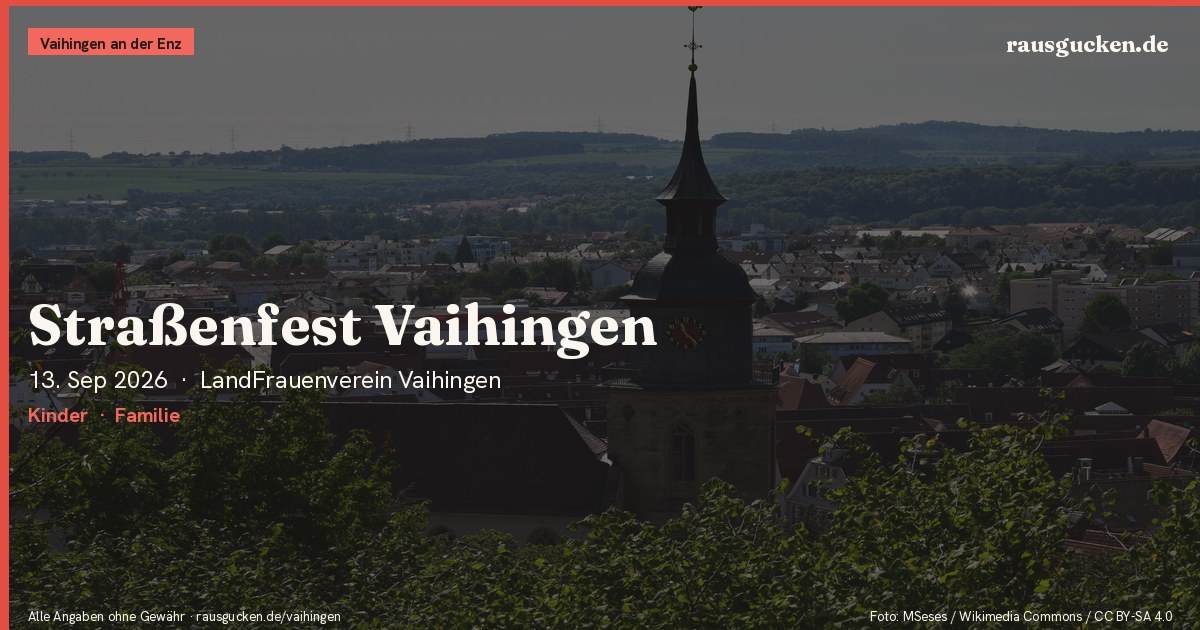 Vaihingen an der Enz
rausgucken.de
Straßenfest Vaihingen
13. Sep 2026 · LandFrauenverein Vaihingen
Kinder · Familie
Alle Angaben ohne Gewähr · rausgucken.de/vaihingen
Foto: MSeses / Wikimedia Commons / CC BY-SA 4.0